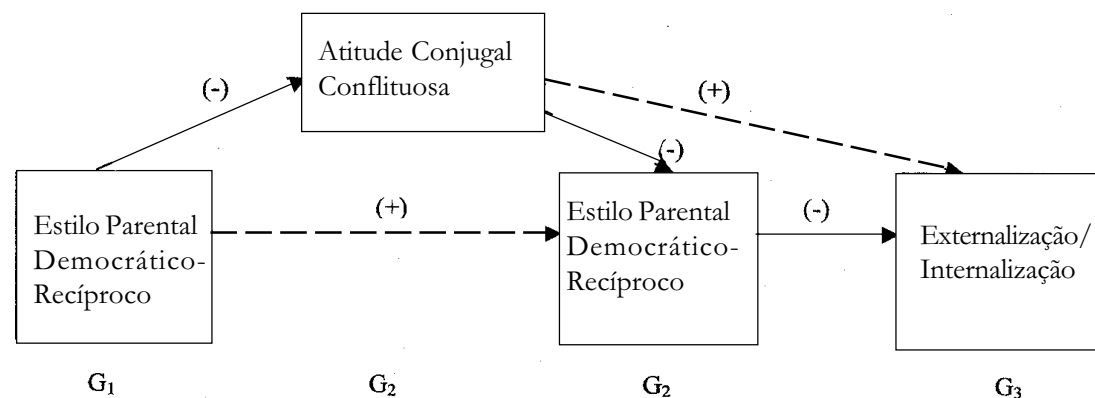 Atitude Conjugal
Conflituosa
(-)
(+)
(-)
Estilo Parental
Democrático-
Recíproco
(+)
Estilo Parental
Democrático-
Recíproco
(-)
Externalização/
Internalização
G₁
G₂
G₂
G₃